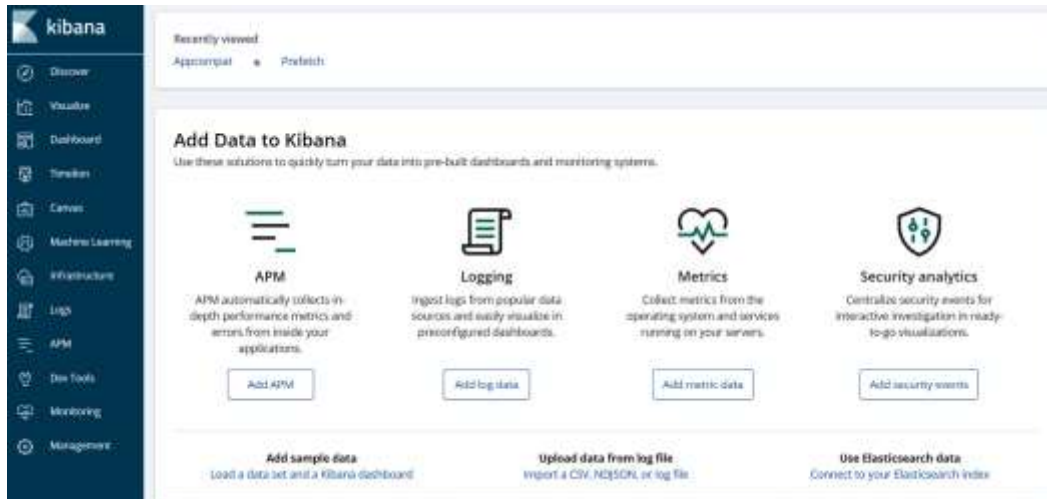 kibana
Discover
Visualize
Dashboard
Timelion
Canvas
Machine Learning
Infrastructure
Logs
APM
Dev Tools
Monitoring
Management
Recently viewed
Appcompat • Prefetch
Add Data to Kibana
Use these solutions to quickly turn your data into pre-built dashboards and monitoring systems.
APM
APM automatically collects in-
depth performance metrics and
errors from inside your
applications.
Add APM
Logging
Ingest logs from popular data
sources and easily visualize in
preconfigured dashboards.
Add log data
Metrics
Collect metrics from the
operating system and services
running on your servers.
Add metric data
Security analytics
Centralize security events for
interactive investigation in ready-
to-go visualizations.
Add security events
Add sample data
Load a data set and a Kibana dashboard
Upload data from log file
Import a CSV, NDJSON, or log file
Use Elasticsearch data
Connect to your Elasticsearch index